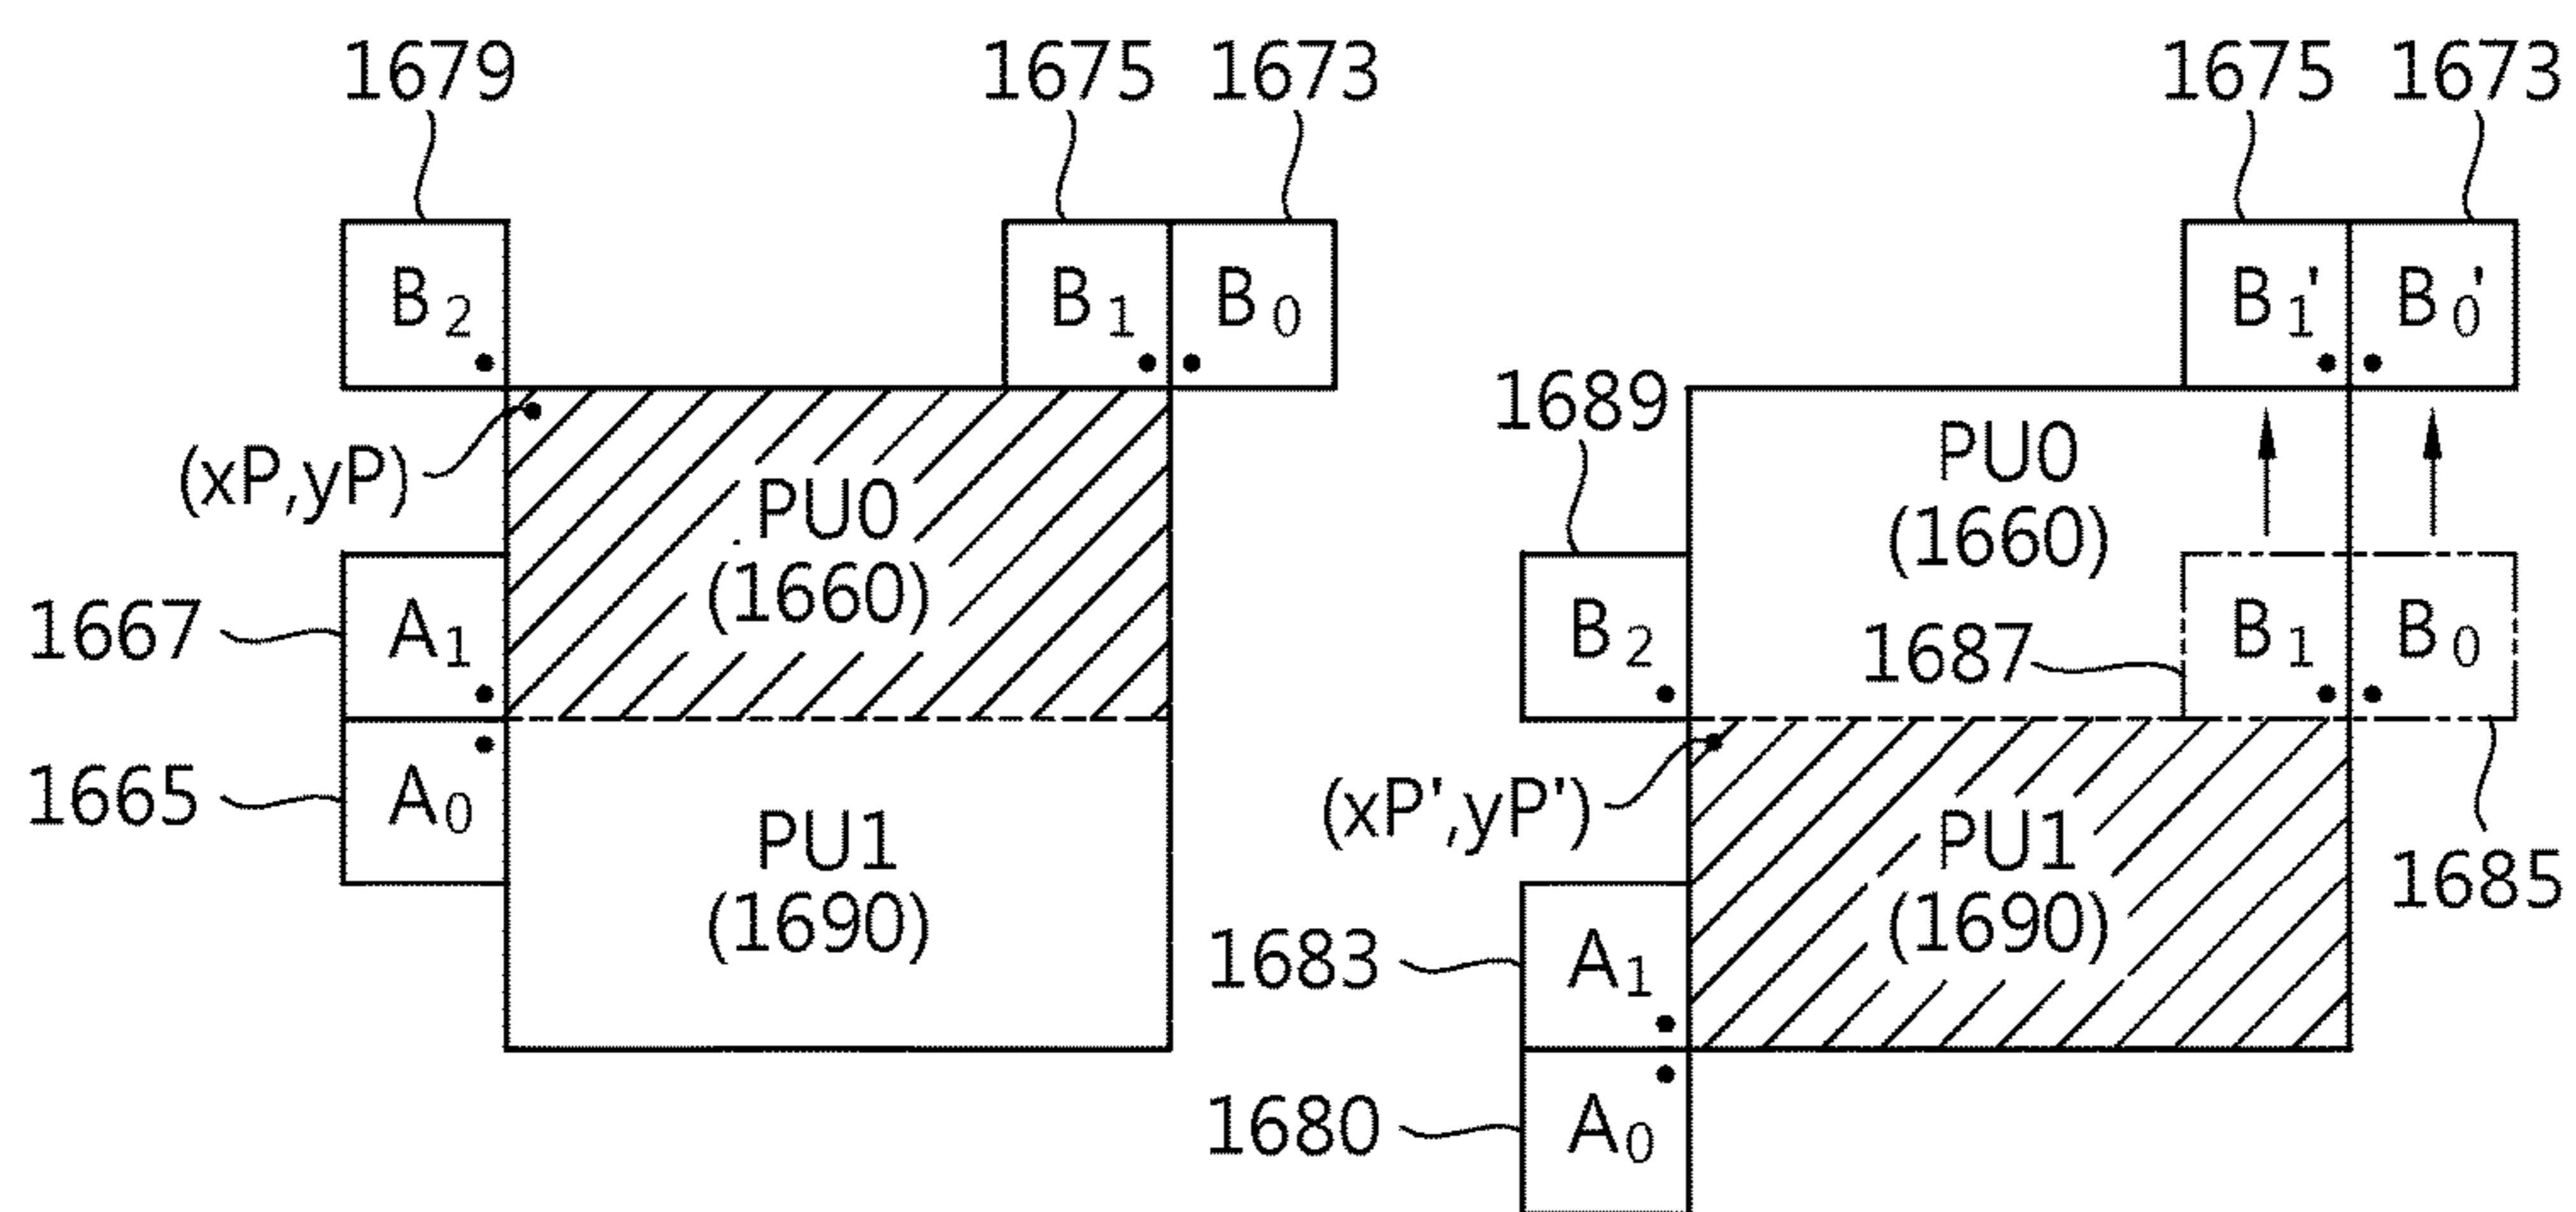 1679
1675
1673
B2
B1
B0
(xP,yP)
PU0
(1660)
1667
A1
1665
A0
PU1
(1690)
1675
1673
B1'
B0'
1689
PU0
(1660)
B2
1687
B1
B0
(xP',yP')
1685
PU1
(1690)
1683
A1
1680
A0